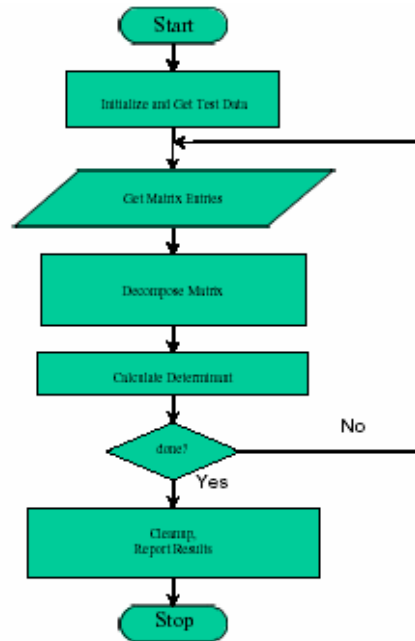 Start
Initialize and Get Test Data
Get Matrix Entries
Decompose Matrix
Calculate Determinant
done?
No
Yes
Cleanup,
Report Results
Stop